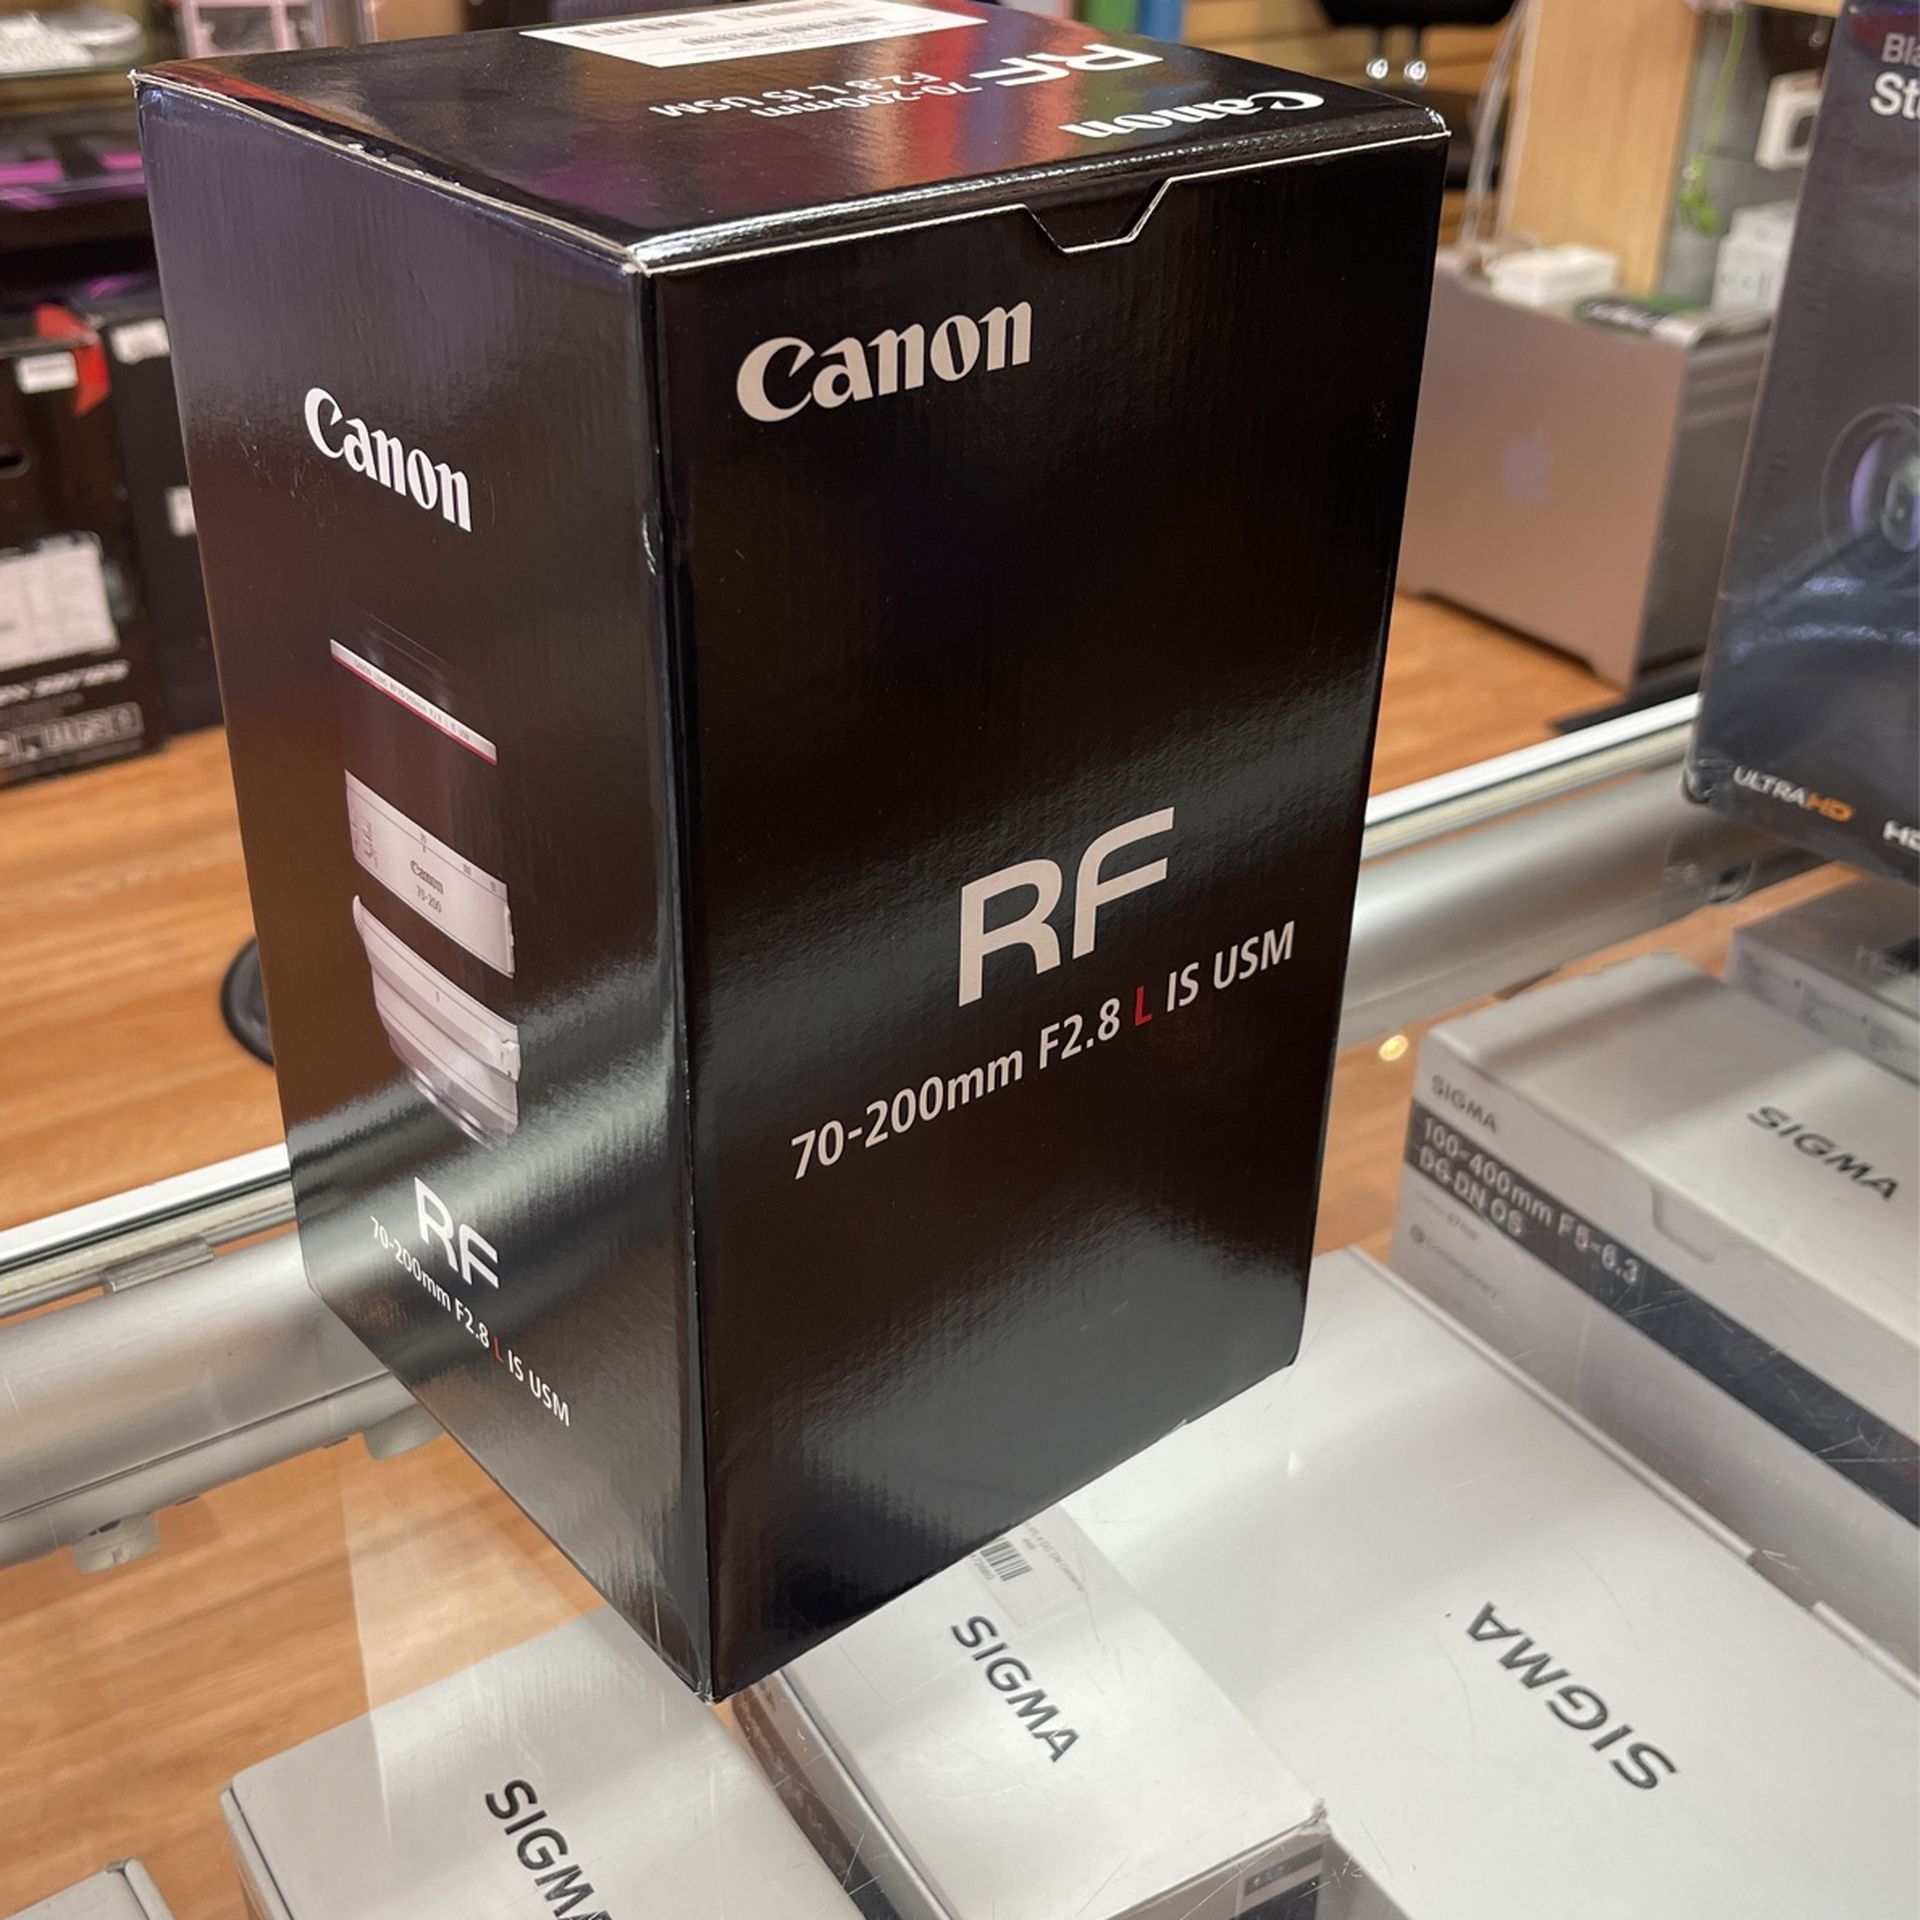 Canon
RF
70-200mm
F2.8 L IS USM
Canon
RF
70-200mm F2.8 L IS USM
Canon
Canon
70-200
RF
70-200mm F2.8 L IS USM
ULTRAHD
SIGMA
100-400mm F5-6.3
DG DN OS
SIGMA
SIGMA
SIGMA
SIGMA